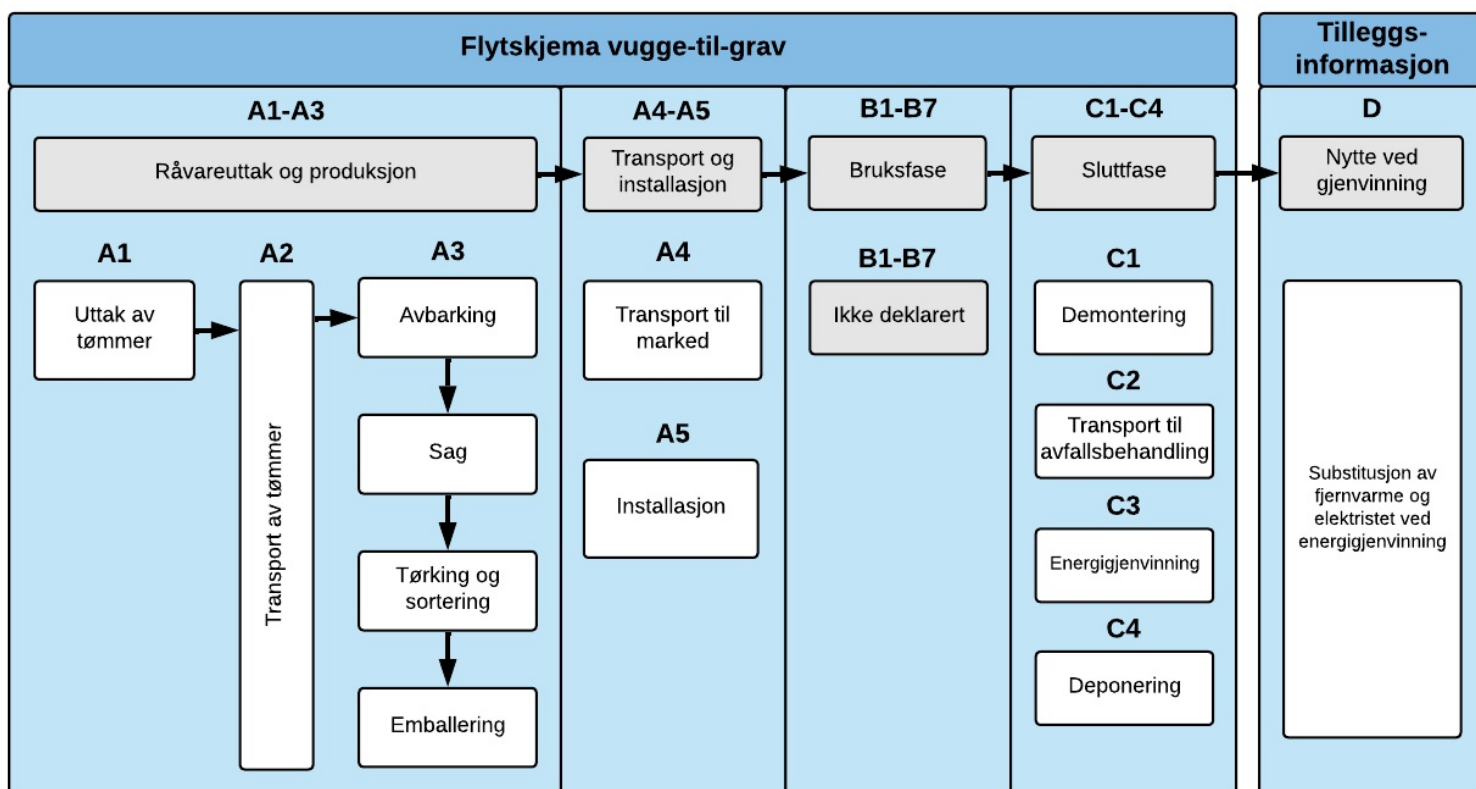 Flytskjema vugge-til-grav
Tilleggs-
informasjon
A1-A3
A4-A5
B1-B7
C1-C4
D
Råvareuttak og produksjon
Transport og
installasjon
Bruksfase
Sluttfase
Nytte ved
gjenvinning
A1
Uttak av
tømmer
A2
Transport av tømmer
A3
Avbarking
Sag
Tørking og
sortering
Emballering
A4
Transport til
marked
A5
Installasjon
B1-B7
Ikke deklarert
C1
Demontering
C2
Transport til
avfallsbehandling
C3
Energigjenvinning
C4
Deponering
Substitusjon av
fjernvarme og
elektristet ved
energigjenvinning